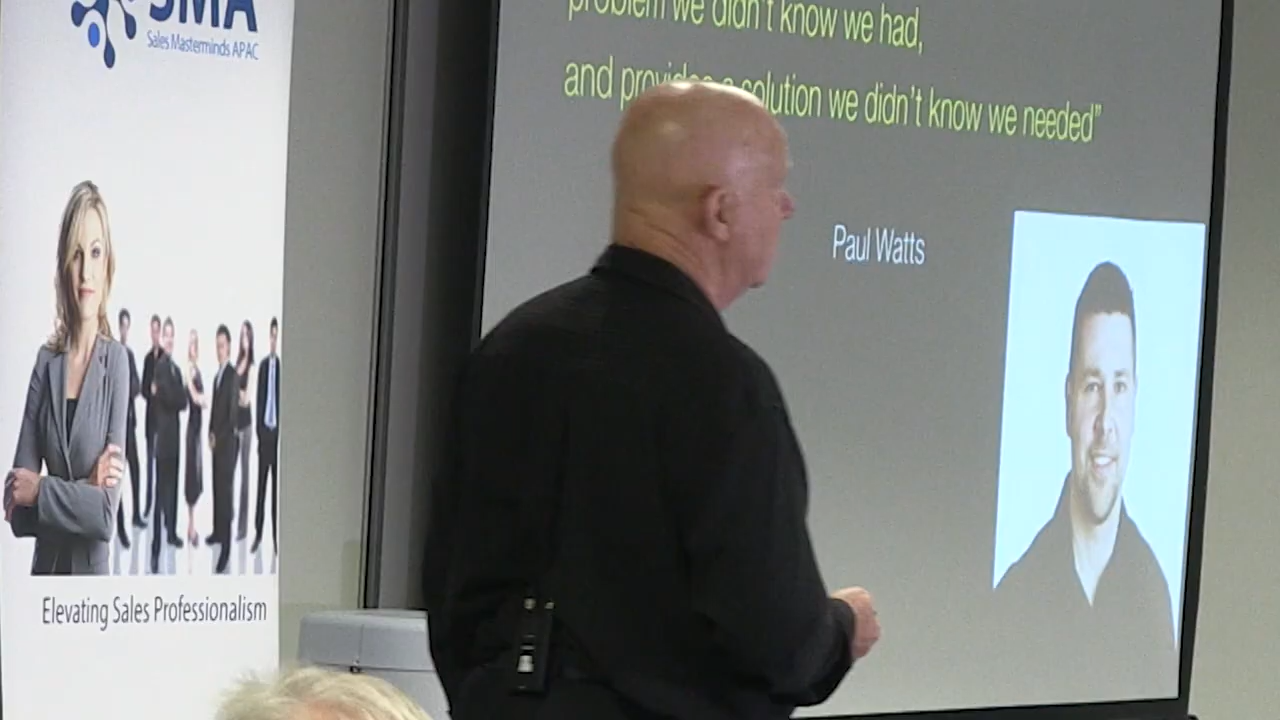 SMA
Sales Masterminds APAC
Elevating Sales Professionalism
problem we didn't know we had,
and provides a solution we didn't know we needed"
Paul Watts